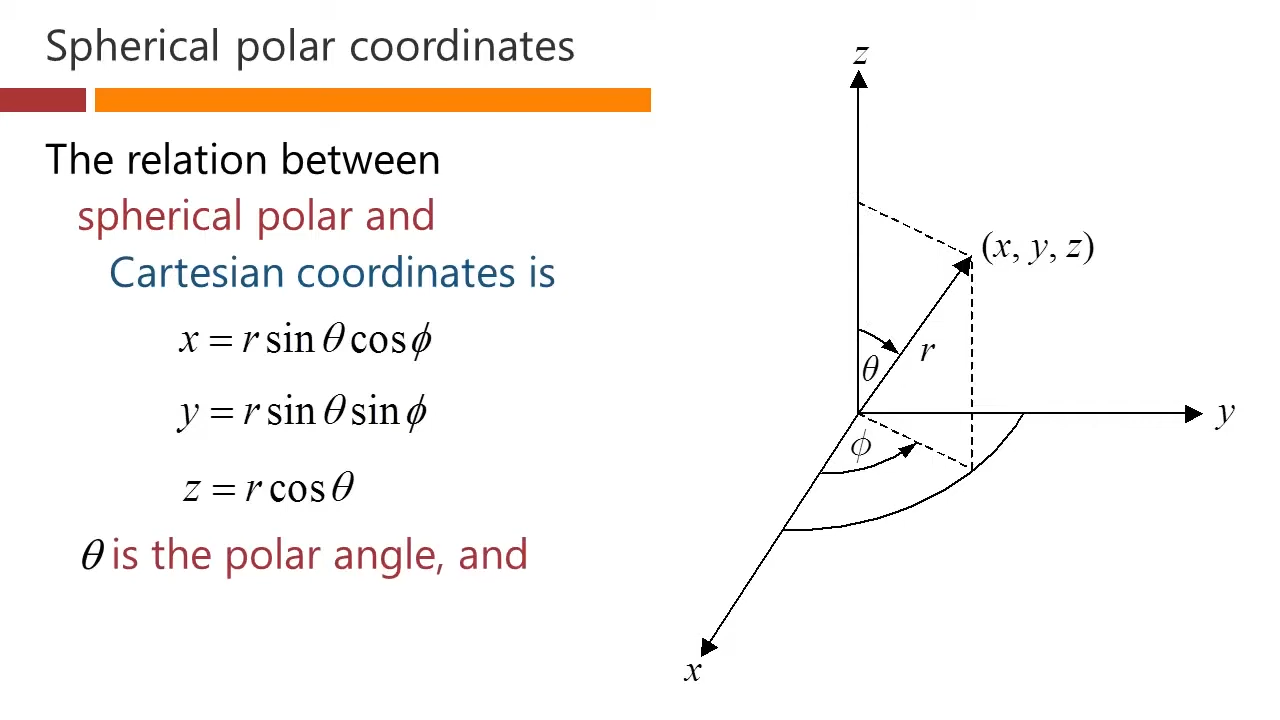 Spherical polar coordinates
The relation between
spherical polar and
Cartesian coordinates is
x = r sin θ cos ϕ
y = r sin θ sin ϕ
z = r cos θ
θ is the polar angle, and
z
(x, y, z)
r
θ
ϕ
y
x